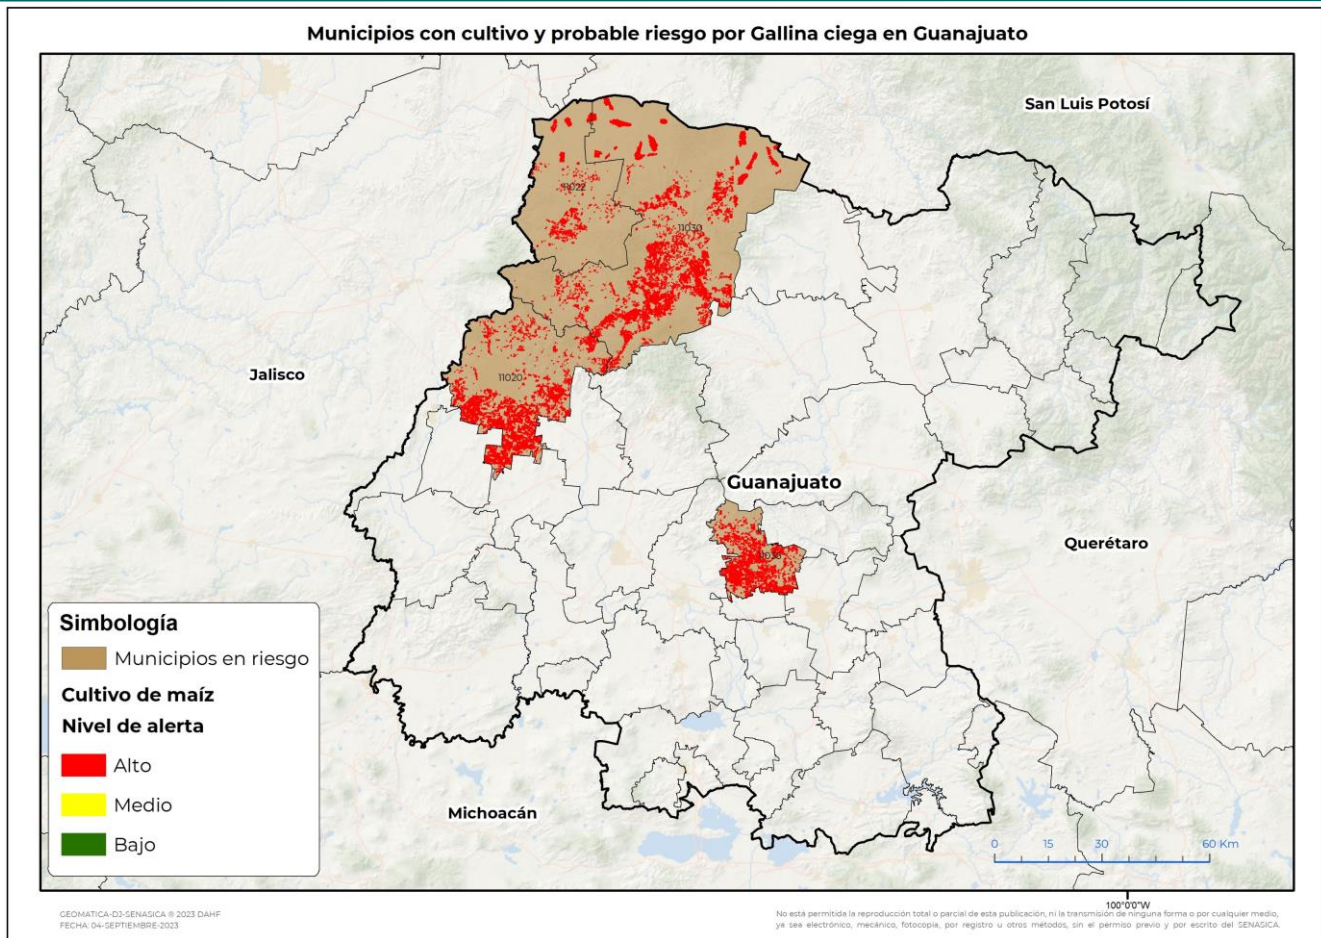 Municipios con cultivo y probable riesgo por Gallina ciega en Guanajuato
San Luis Potosí
11030
11020
Jalisco
Guanajuato
Querétaro
Michoacán
Simbología
Municipios en riesgo
Cultivo de maíz
Nivel de alerta
Alto
Medio
Bajo
0 15 30 60 Km
100°0'0"W
GEOMATICA-DJ-SENASICA ® 2023 DAHF
FECHA: 04-SEPTIEMBRE-2023
No está permitida la reproducción total o parcial de esta publicación, ni la transmisión de ninguna forma o por cualquier medio,
ya sea electrónico, mecánico, fotocopia, por registro u otros métodos, sin el permiso previo y por escrito del SENASICA.